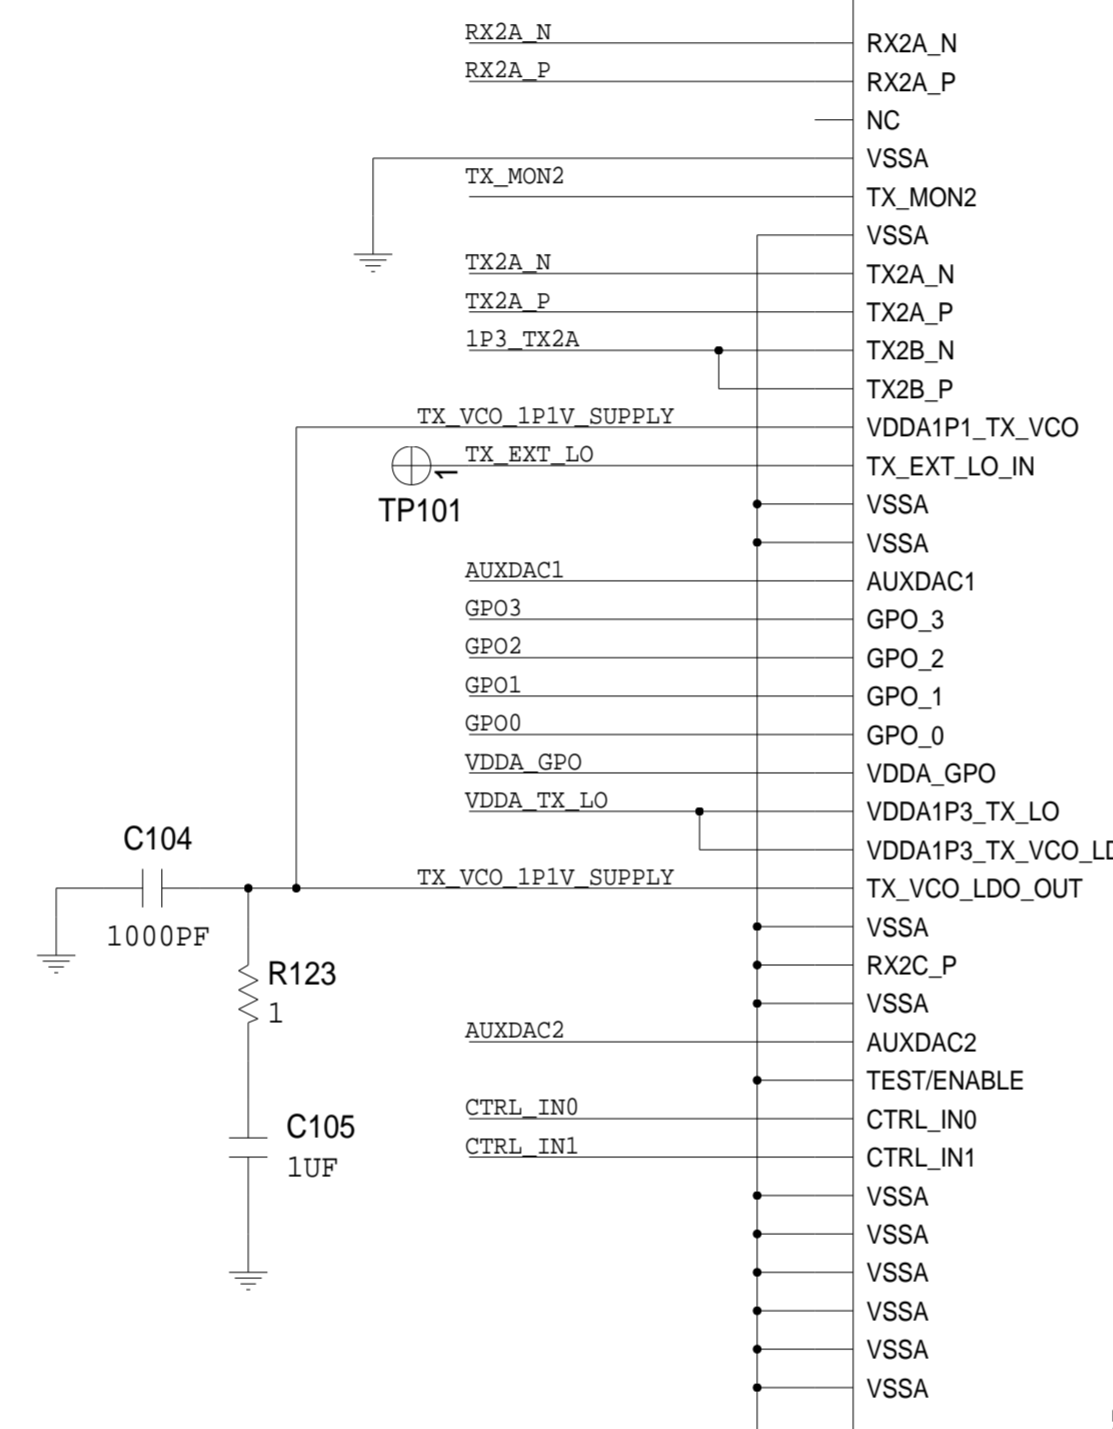 RX2A_N RX2A_N
RX2A_P RX2A_P
NC
VSSA
TX_MON2 TX_MON2
VSSA
TX2A_N TX2A_N
TX2A_P TX2A_P
1P3_TX2A TX2B_N
TX2B_P
TX_VCO_1P1V_SUPPLY VDDA1P1_TX_VCO
1 TX_EXT_LO TX_EXT_LO_IN
TP101 VSSA
VSSA
AUXDAC1 AUXDAC1
GPO3 GPO_3
GPO2 GPO_2
GPO1 GPO_1
GPO0 GPO_0
VDDA_GPO VDDA_GPO
VDDA_TX_LO VDDA1P3_TX_LO
C104 VDDA1P3_TX_VCO_LD
TX_VCO_1P1V_SUPPLY TX_VCO_LDO_OUT
1000PF VSSA
R123 RX2C_P
1 VSSA
AUXDAC2 AUXDAC2
TEST/ENABLE
CTRL_IN0 CTRL_IN0
C105
CTRL_IN1 CTRL_IN1
1UF
VSSA
VSSA
VSSA
VSSA
VSSA
VSSA